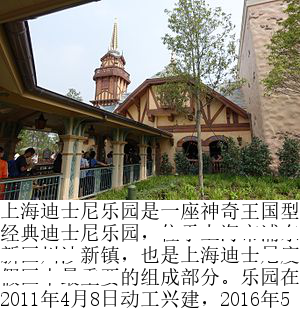 上海迪士尼乐园是一座神奇王国型
经典迪士尼乐园，
新镇，也是上海迪士尼度
的组成部分。乐园在
2011年4月8日动工兴建，2016年5